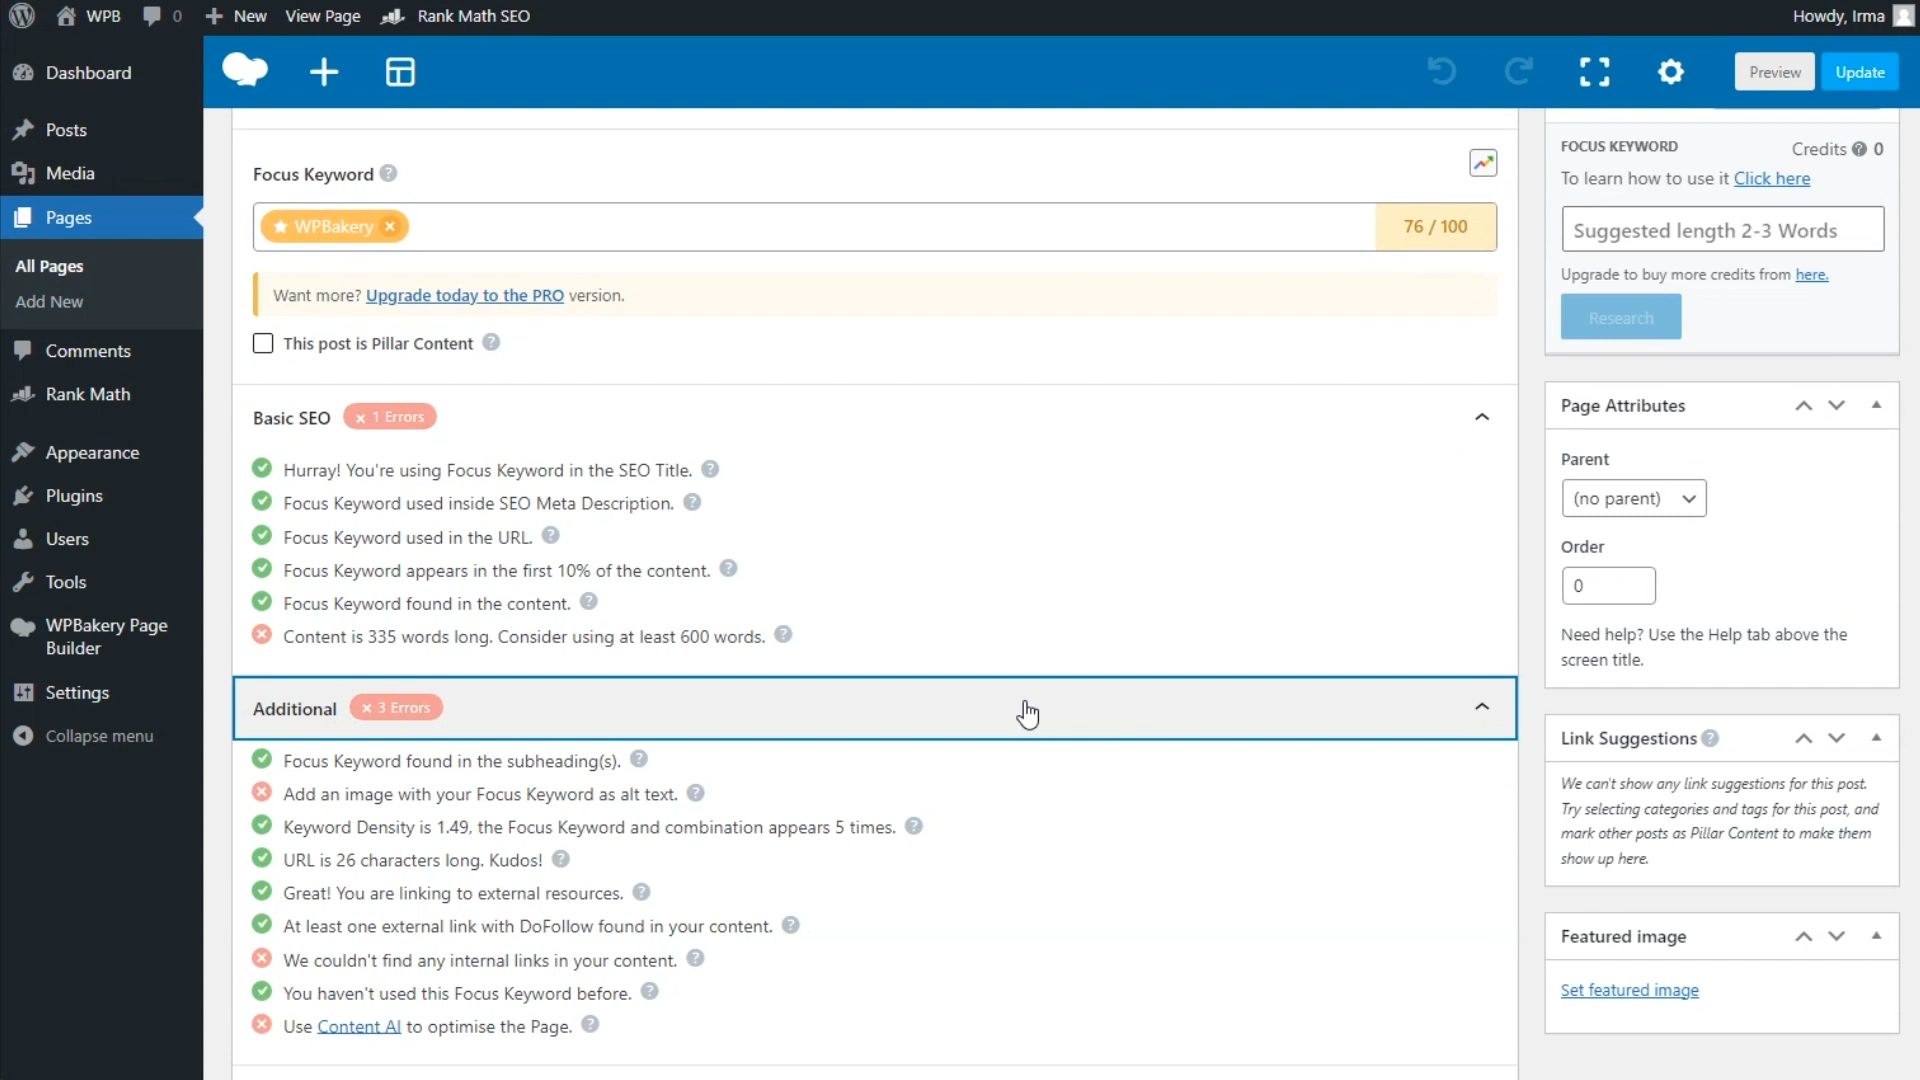 WPB 0 New View Page Rank Math SEO Howdy, Irma
Preview Update
Dashboard
Posts
Media
Pages
All Pages
Add New
Comments
Rank Math
Appearance
Plugins
Users
Tools
WPBakery Page
Builder
Settings
Collapse menu
Focus Keyword
WPBakery 76 / 100
Want more? Upgrade today to the PRO version.
This post is Pillar Content
Basic SEO × 1 Errors
Hurray! You're using Focus Keyword in the SEO Title.
Focus Keyword used inside SEO Meta Description.
Focus Keyword used in the URL.
Focus Keyword appears in the first 10% of the content.
Focus Keyword found in the content.
Content is 335 words long. Consider using at least 600 words.
Additional × 3 Errors
Focus Keyword found in the subheading(s).
Add an image with your Focus Keyword as alt text.
Keyword Density is 1.49, the Focus Keyword and combination appears 5 times.
URL is 26 characters long. Kudos!
Great! You are linking to external resources.
At least one external link with DoFollow found in your content.
We couldn't find any internal links in your content.
You haven't used this Focus Keyword before.
Use Content AI to optimise the Page.
FOCUS KEYWORD Credits 0
To learn how to use it Click here
Suggested length 2-3 Words
Upgrade to buy more credits from here.
Research
Page Attributes
Parent
(no parent)
Order
0
Need help? Use the Help tab above the
screen title.
Link Suggestions
We can't show any link suggestions for this post.
Try selecting categories and tags for this post, and
mark other posts as Pillar Content to make them
show up here.
Featured image
Set featured image